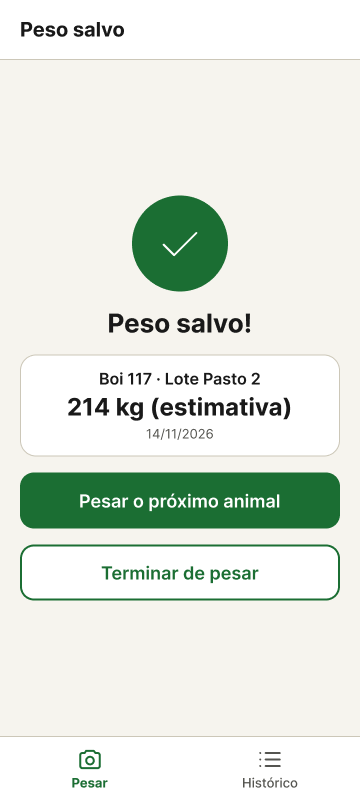 Peso salvo
Peso salvo!
Boi 117 · Lote Pasto 2
214 kg (estimativa)
14/11/2026
Pesar o próximo animal
Terminar de pesar
Pesar
Histórico